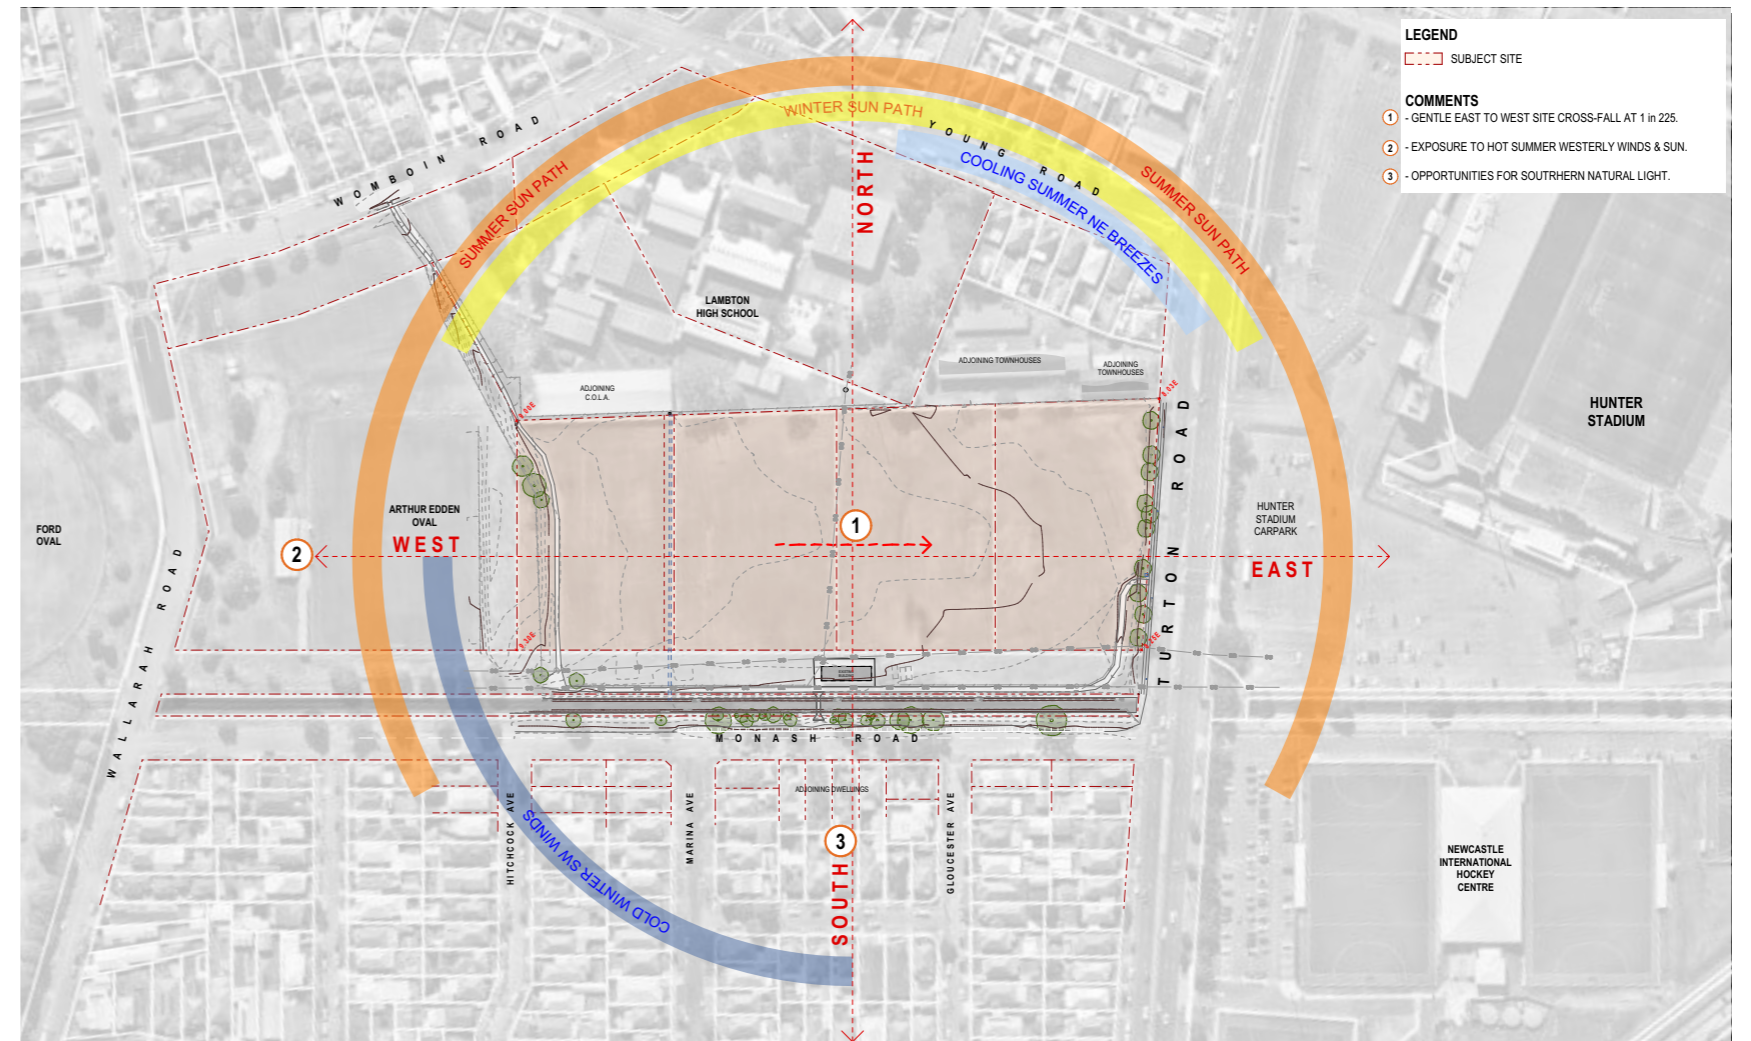 LEGEND
SUBJECT SITE
COMMENTS
1 - GENTLE EAST TO WEST SITE CROSS-FALL AT 1 in 225.
2 - EXPOSURE TO HOT SUMMER WESTERLY WINDS & SUN.
3 - OPPORTUNITIES FOR SOUTRHERN NATURAL LIGHT.
WINTER SUN PATH
YOUNG ROAD
WOMBOIN ROAD
COOLING SUMMER NE BREEZES
SUMMER SUN PATH
SUMMER SUN PATH
NORTH
LAMBTON
HIGH SCHOOL
ADJOINING TOWNHOUSES
ADJOINING
TOWNHOUSES
ADJOINING
C.O.L.A.
HUNTER
STADIUM
TURTON ROAD
ARTHUR EDDEN
OVAL
WEST
FORD
OVAL
1
2
HUNTER
STADIUM
CARPARK
EAST
WALLARAH ROAD
MONASH ROAD
ADJOINING DWELLINGS
HITCHCOCK AVE
MARINA AVE
GLOUCESTER AVE
3
SOUTH
COLD WINTER SW WINDS
NEWCASTLE
INTERNATIONAL
HOCKEY
CENTRE